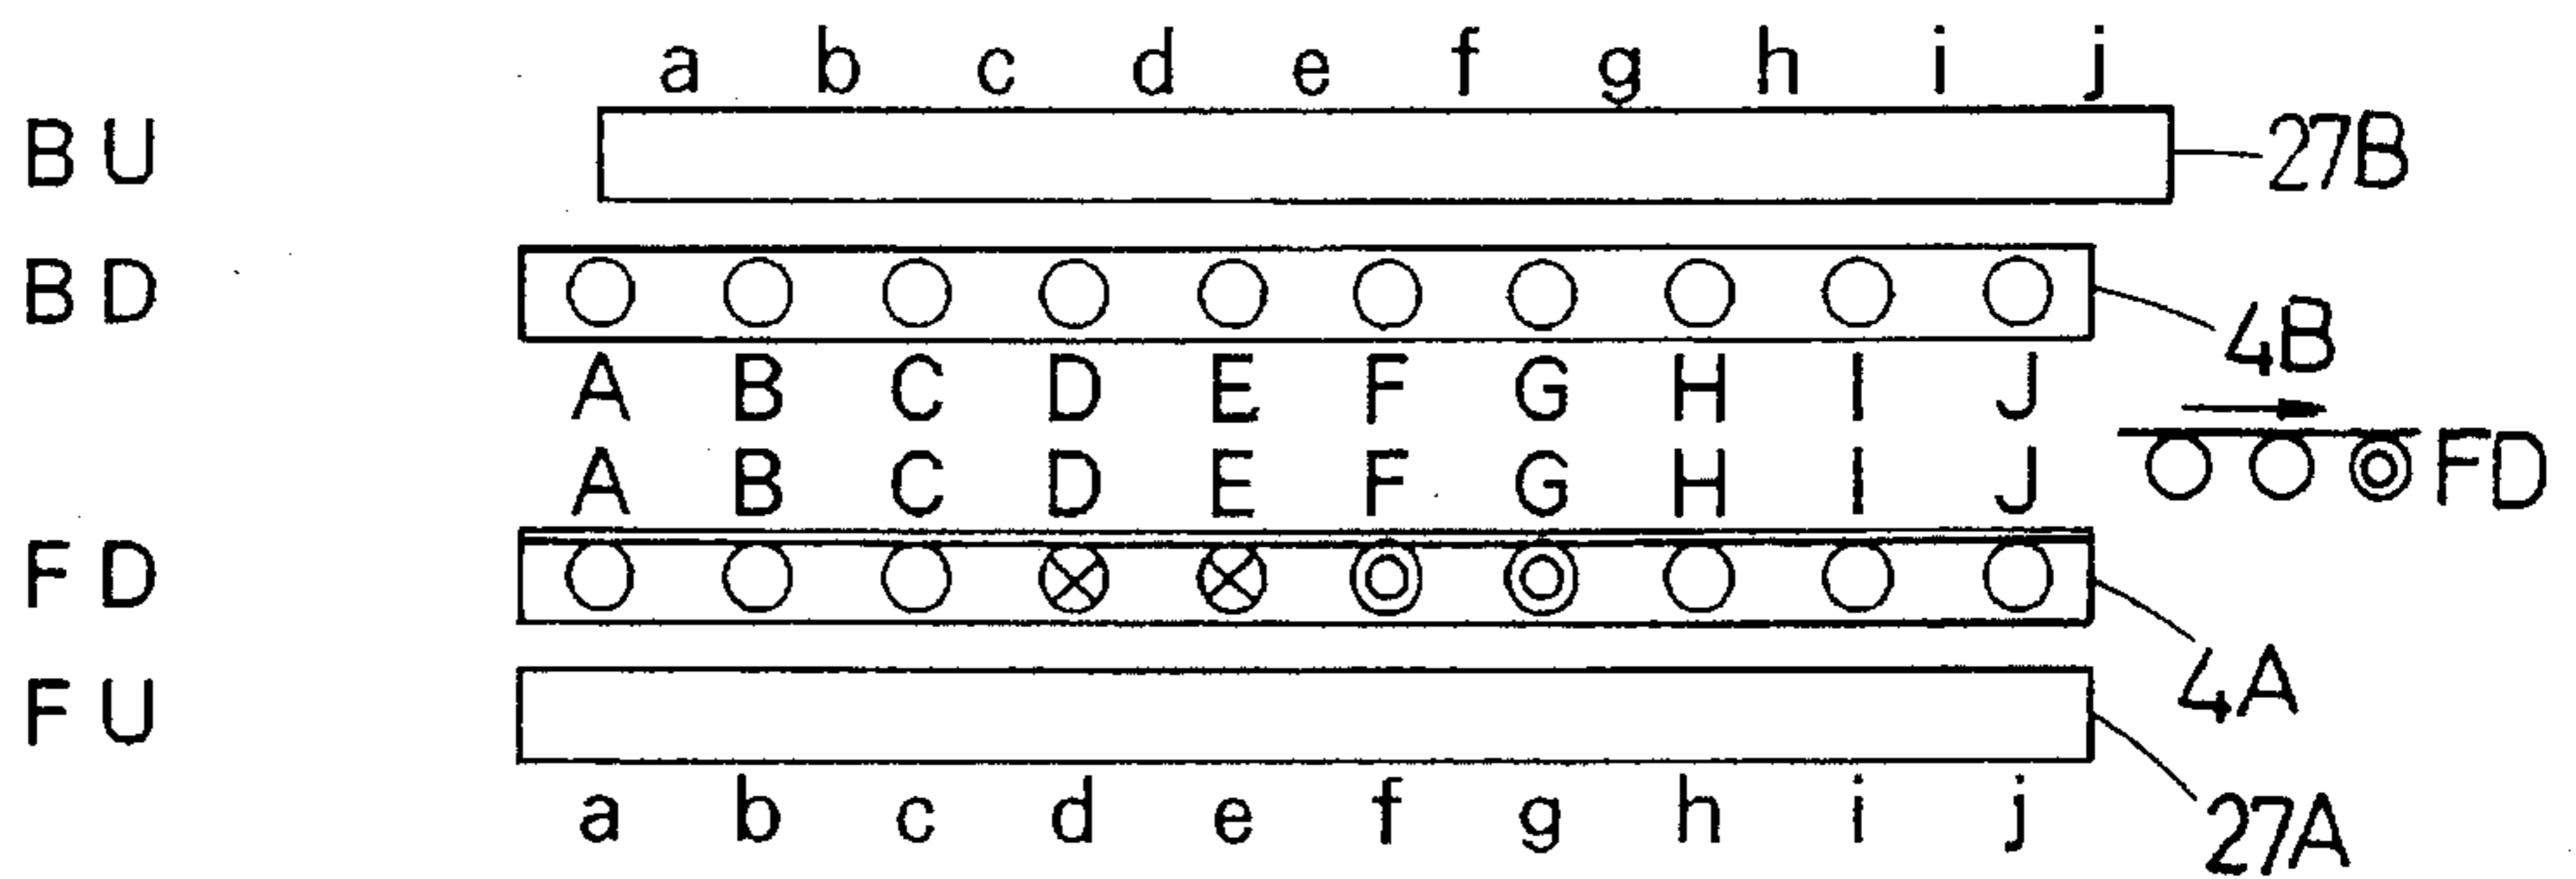 a b c d e f g h i j
BU 27B
BD 4B
A B C D E F G H I J
A B C D E F G H I J
FD
FD 4A
FU 27A
a b c d e f g h i j